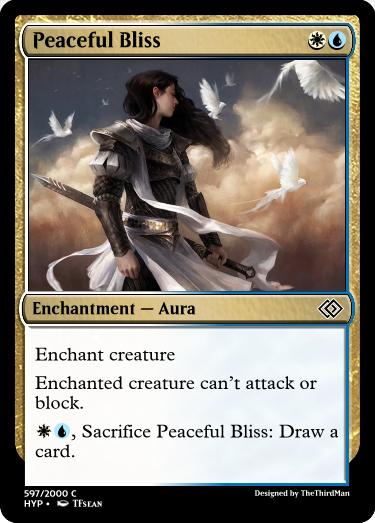 Peaceful Bliss
Enchantment — Aura
Enchant creature
Enchanted creature can't attack or
block.
, Sacrifice Peaceful Bliss: Draw a
card.
597/2000 C
Designed by TheThirdMan
HYP • TFsean